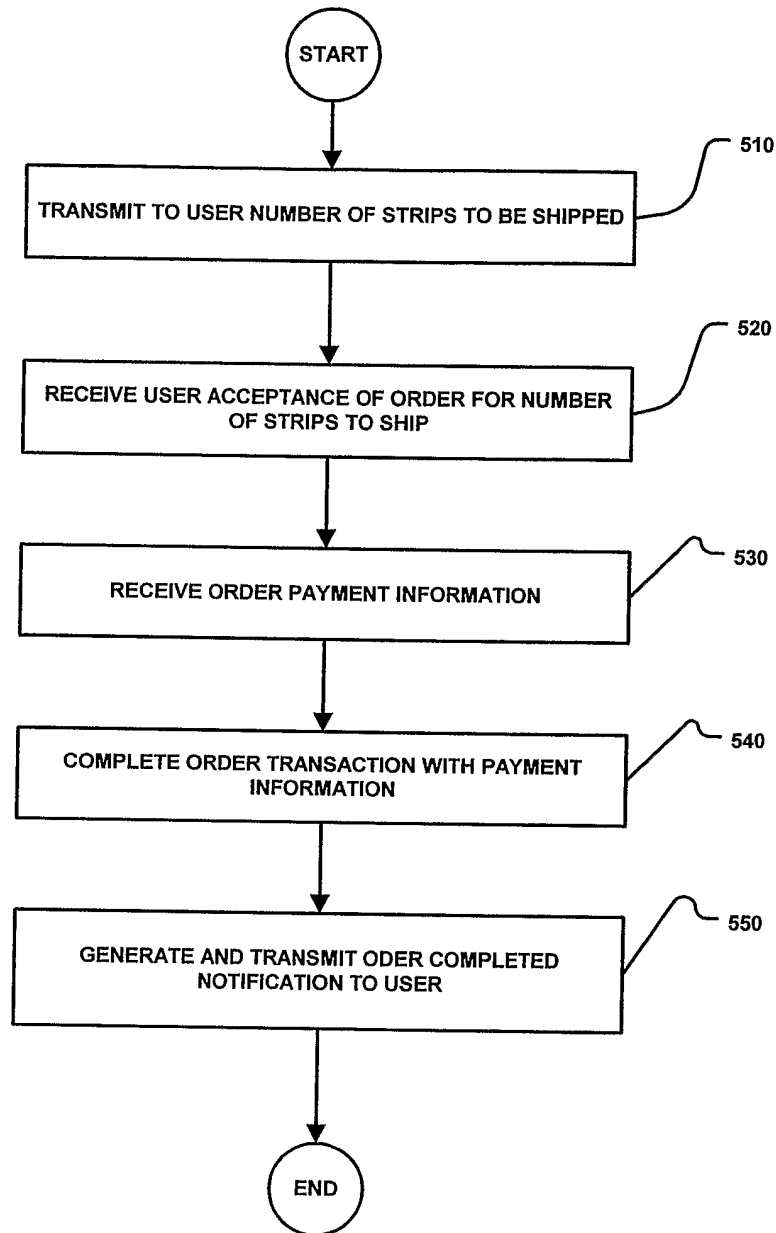 START
510
TRANSMIT TO USER NUMBER OF STRIPS TO BE SHIPPED
520
RECEIVE USER ACCEPTANCE OF ORDER FOR NUMBER
OF STRIPS TO SHIP
530
RECEIVE ORDER PAYMENT INFORMATION
540
COMPLETE ORDER TRANSACTION WITH PAYMENT
INFORMATION
550
GENERATE AND TRANSMIT ODER COMPLETED
NOTIFICATION TO USER
END